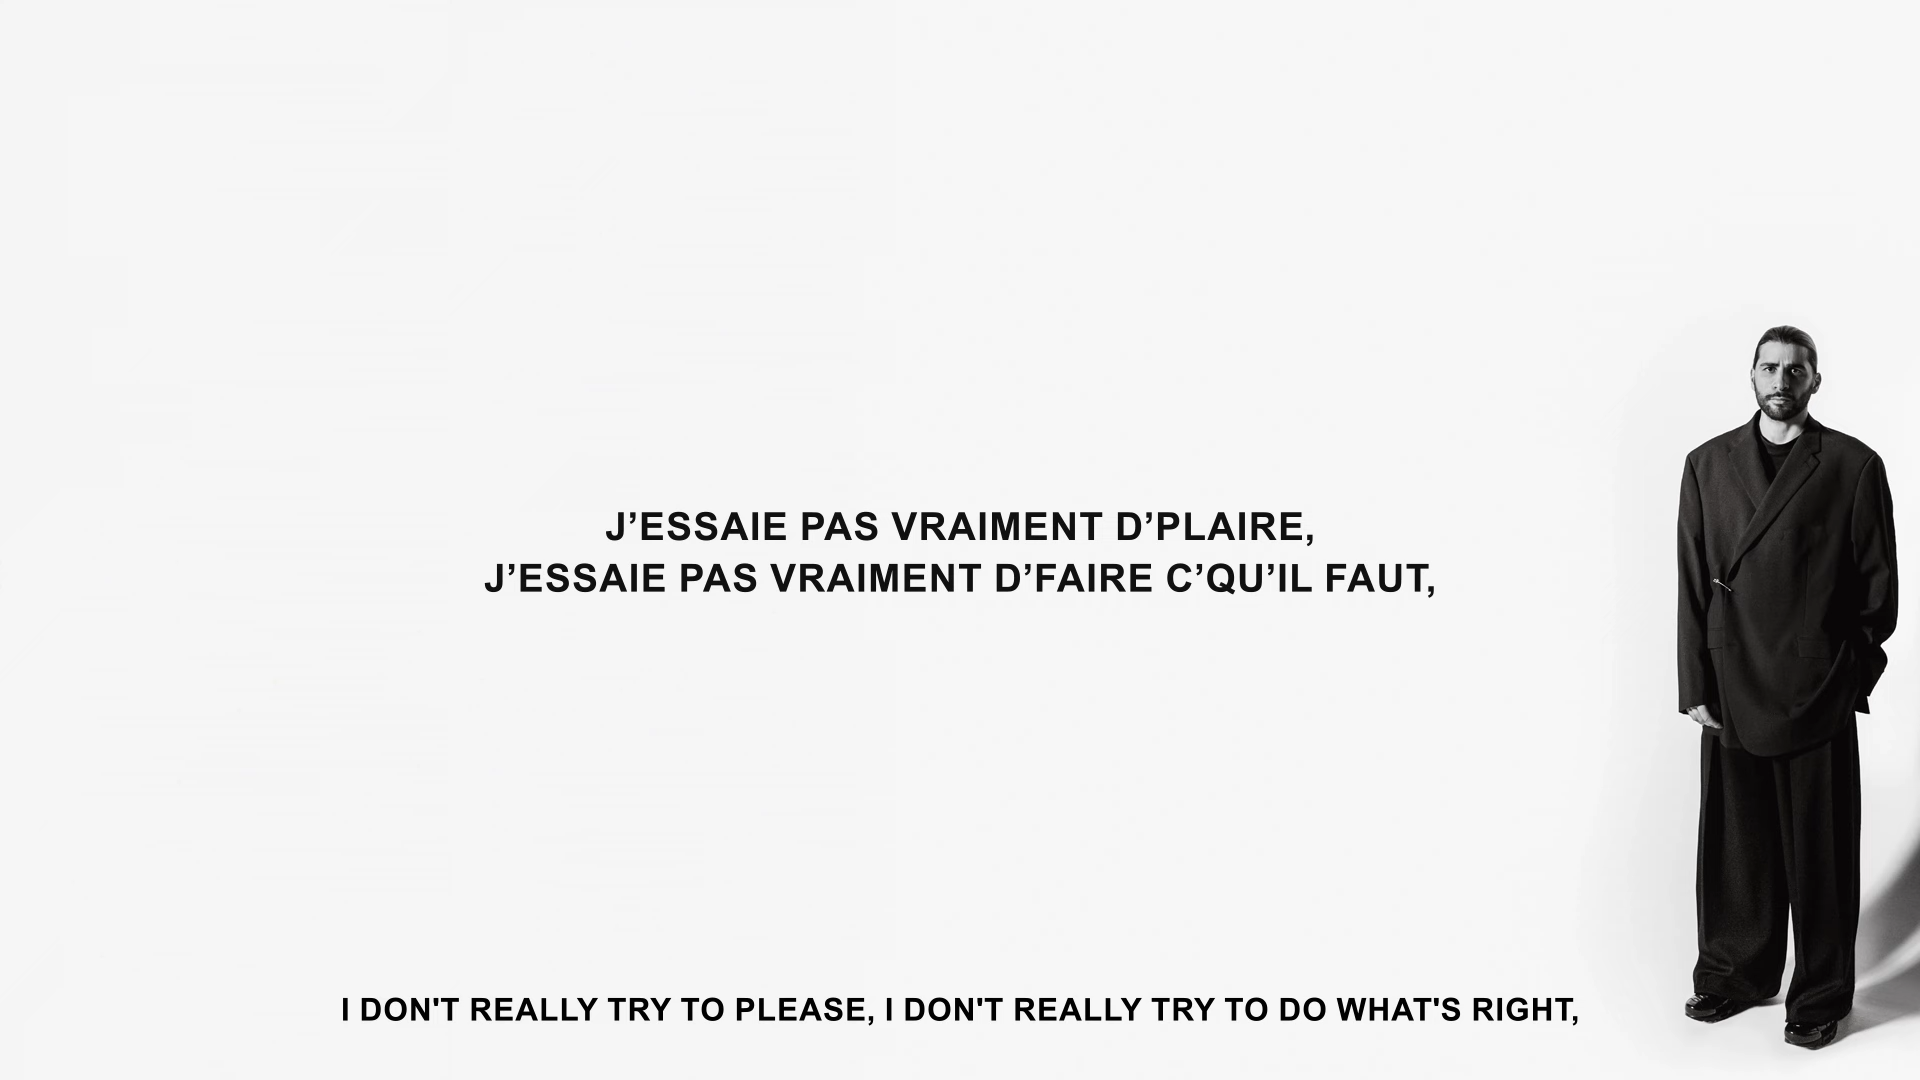 J’ESSAIE PAS VRAIMENT D’PLAIRE,
J’ESSAIE PAS VRAIMENT D’FAIRE C’QU’IL FAUT,
I DON'T REALLY TRY TO PLEASE, I DON'T REALLY TRY TO DO WHAT'S RIGHT,